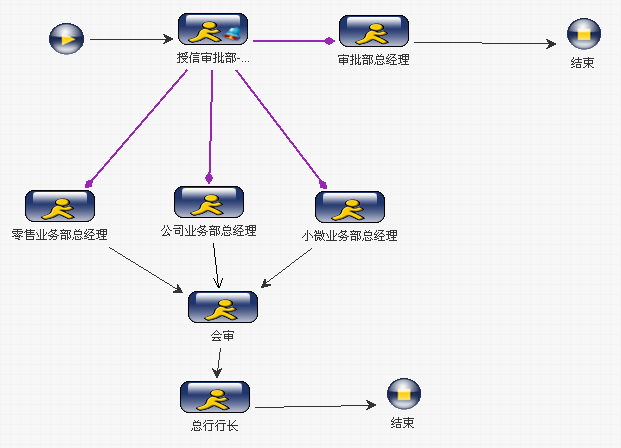 授信审批部-...
审批部总经理
结束
零售业务部总经理
公司业务部总经理
小微业务部总经理
会审
总行行长
结束